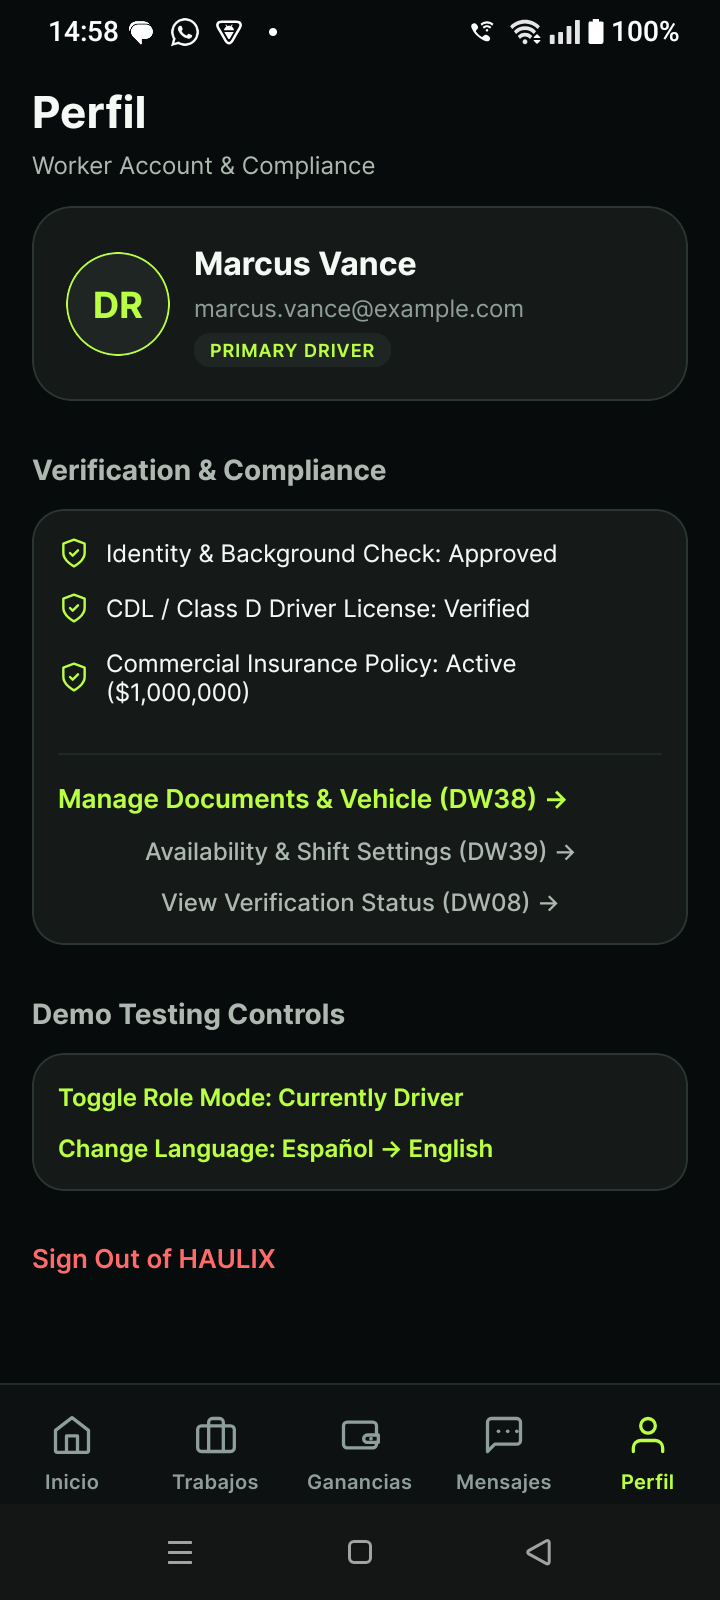 14:58
100%
Perfil
Worker Account & Compliance
DR
Marcus Vance
marcus.vance@example.com
PRIMARY DRIVER
Verification & Compliance
Identity & Background Check: Approved
CDL / Class D Driver License: Verified
Commercial Insurance Policy: Active
($1,000,000)
Manage Documents & Vehicle (DW38) →
Availability & Shift Settings (DW39) →
View Verification Status (DW08) →
Demo Testing Controls
Toggle Role Mode: Currently Driver
Change Language: Español → English
Sign Out of HAULIX
Inicio
Trabajos
Ganancias
Mensajes
Perfil